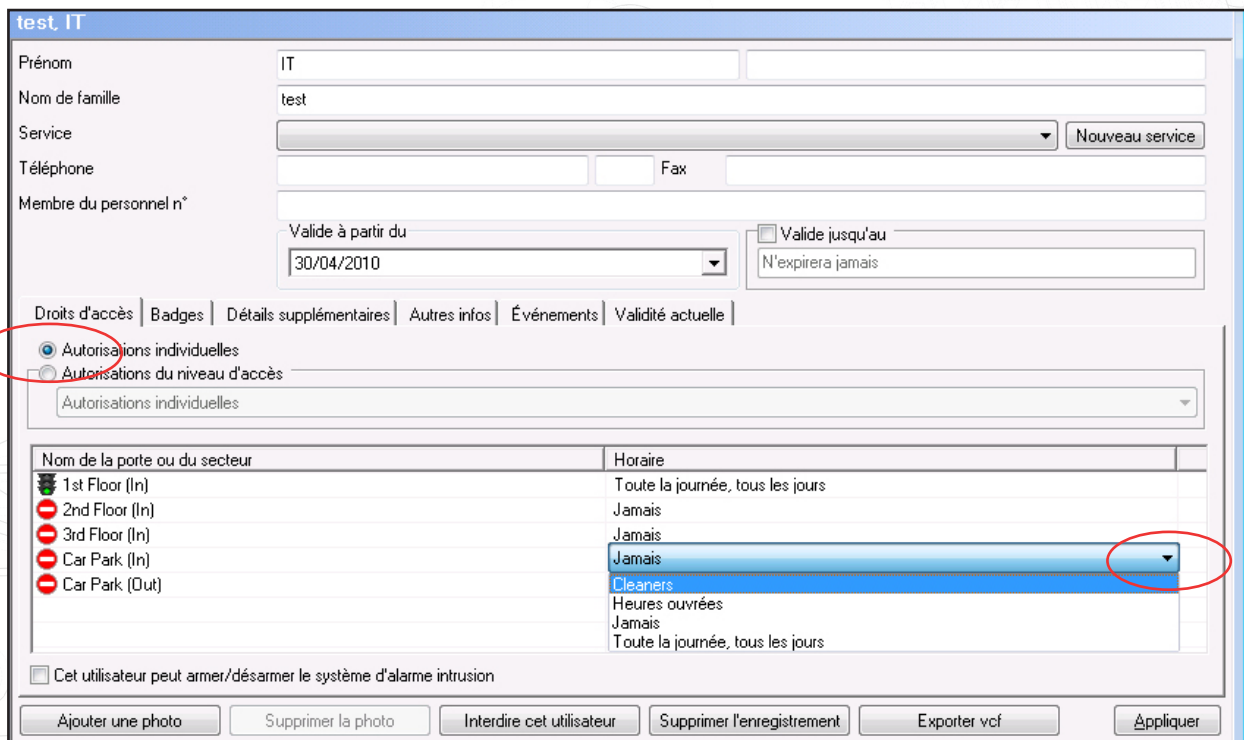 test, IT
Prénom IT
Nom de famille test
Service Nouveau service
Téléphone Fax
Membre du personnel n°
Valide à partir du Valide jusqu'au
30/04/2010 N'expirera jamais
Droits d'accès Badges Détails supplémentaires Autres infos Événements Validité actuelle
Autorisations individuelles
Autorisations du niveau d'accès
Autorisations individuelles
Nom de la porte ou du secteur Horaire
1st Floor (In) Toute la journée, tous les jours
2nd Floor (In) Jamais
3rd Floor (In) Jamais
Car Park (In) Jamais
Car Park (Out) Cleaners
Heures ouvrées
Jamais
Toute la journée, tous les jours
Cet utilisateur peut armer/désarmer le système d'alarme intrusion
Ajouter une photo Supprimer la photo Interdire cet utilisateur Supprimer l'enregistrement Exporter vcf Appliquer